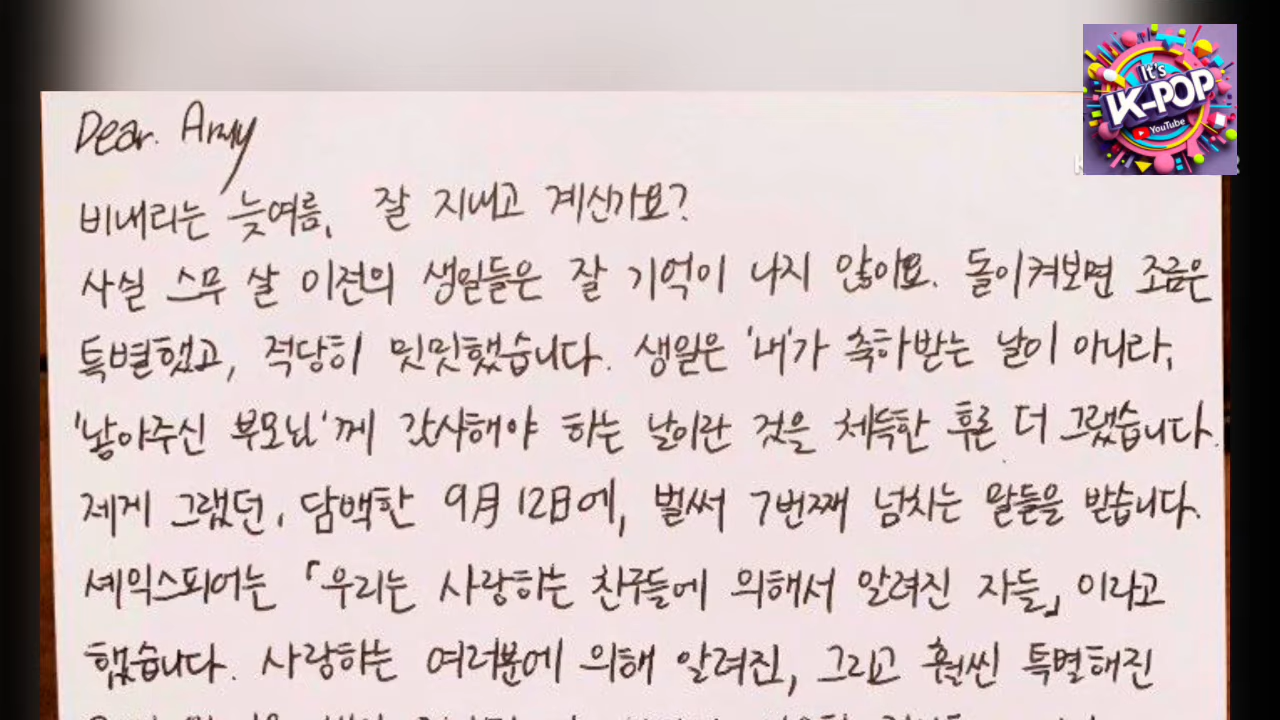 It's
K-POP
YouTube
Dear. Army
비내리는 늦여름, 잘 지내고 계신가요?
사실 스무 살 이전의 생일들은 잘 기억이 나지 않아요. 돌이켜보면 조금은
특별했고, 적당히 밋밋했습니다. 생일은 '내'가 축하받는 날이 아니라,
'낳아주신 부모님'께 감사해야 하는 날이란 것을 체득한 후론 더 그랬습니다.
제게 그랬던, 담백한 9月 12日에, 벌써 7번째 넘치는 말들을 받습니다.
셰익스피어는 「우리는 사랑하는 친구들에 의해서 알려진 자들」이라고
했습니다. 사랑하는 여러분에 의해 알려진, 그리고 훨씬 특별해진